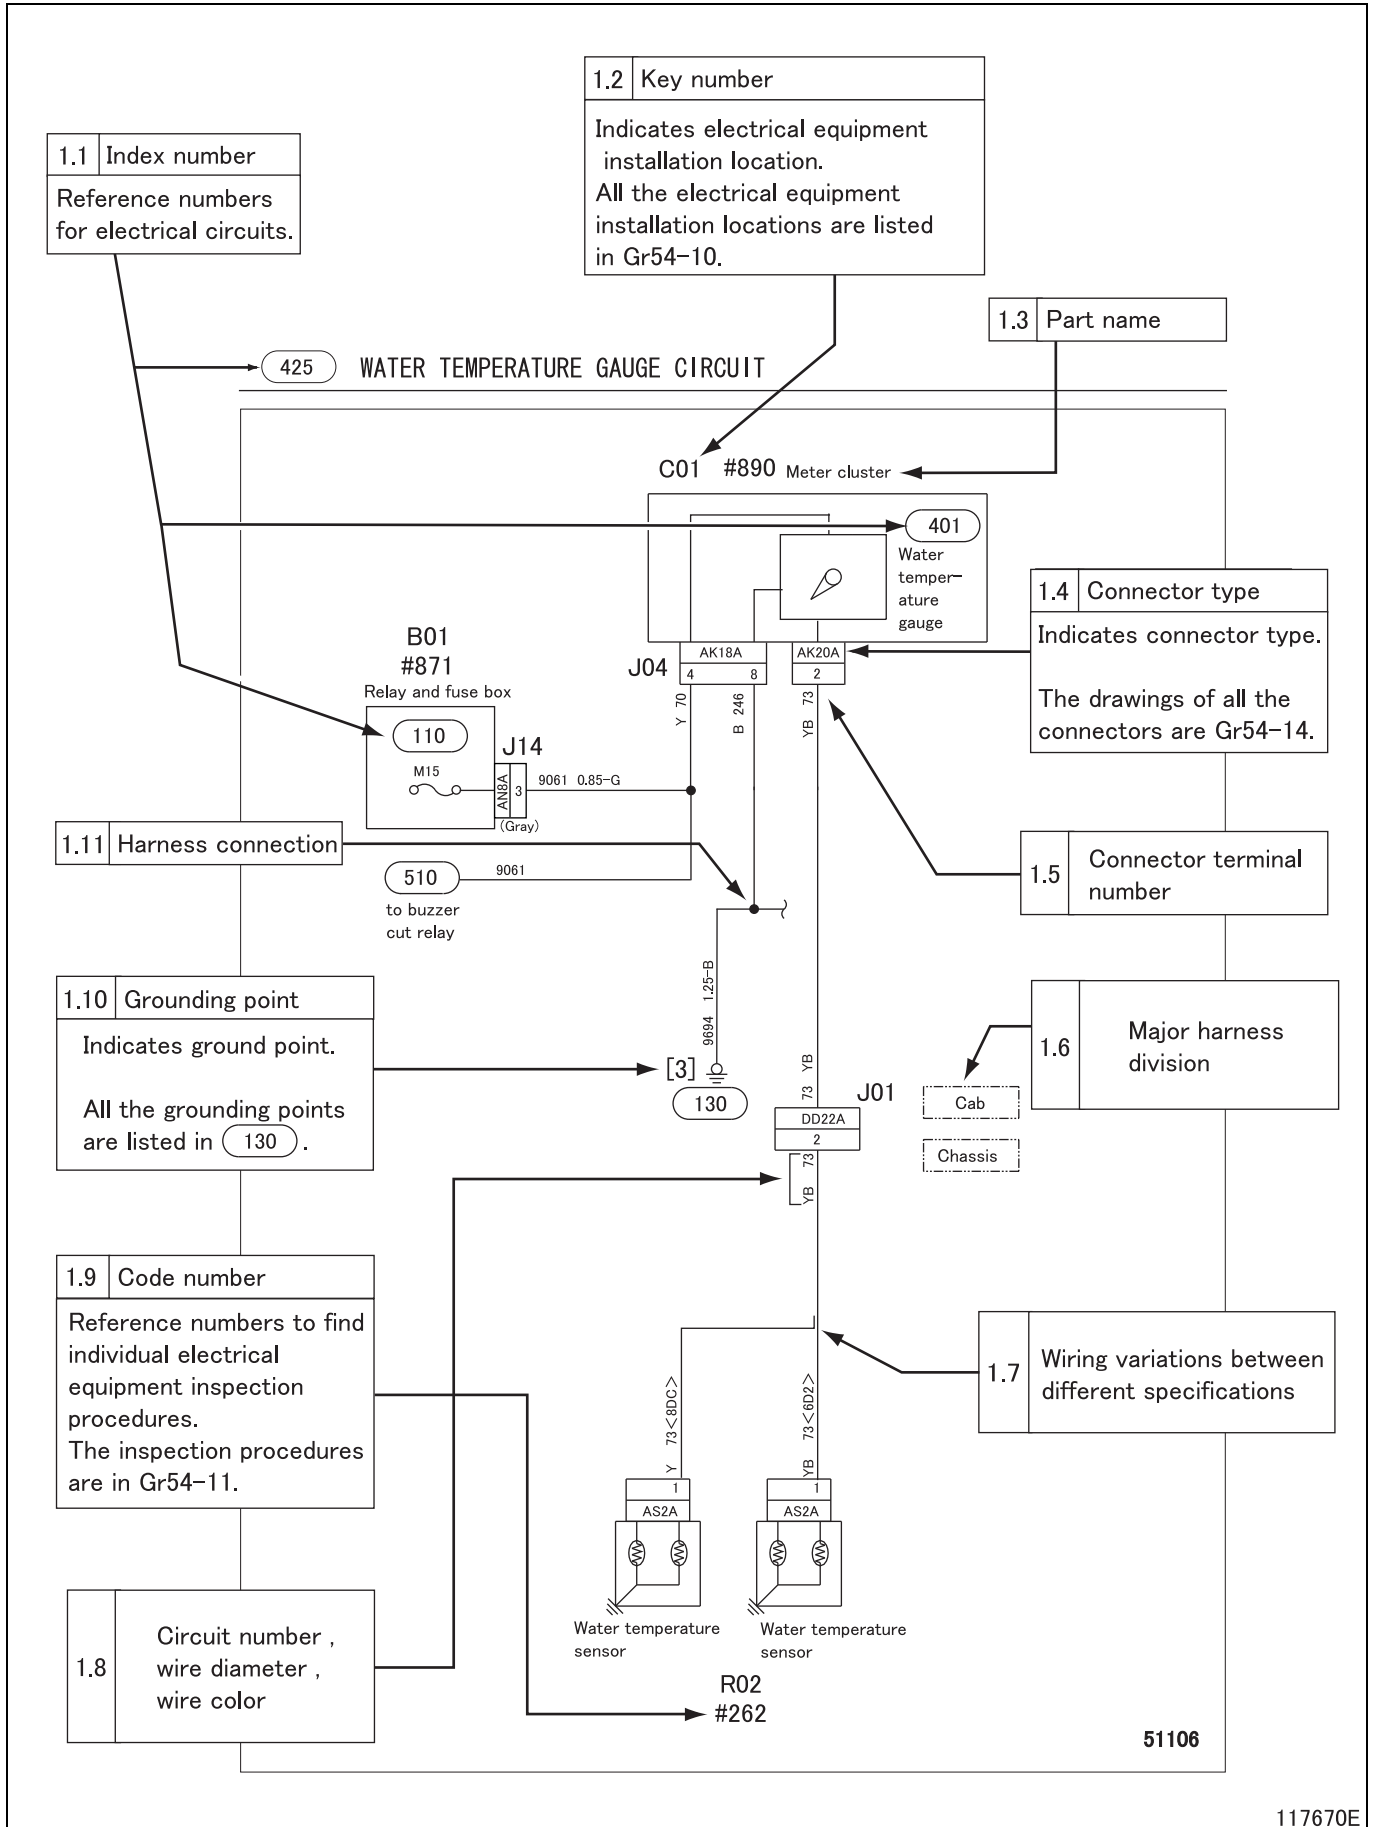 1.2 Key number
Indicates electrical equipment
installation location.
All the electrical equipment
installation locations are listed
in Gr54-10.
1.1 Index number
Reference numbers
for electrical circuits.
1.3 Part name
425 WATER TEMPERATURE GAUGE CIRCUIT
C01 #890 Meter cluster
401
Water
temper-
ature
gauge
1.4 Connector type
Indicates connector type.
The drawings of all the
connectors are Gr54-14.
B01
#871
Relay and fuse box
J04
AK18A
4 8
AK20A
2
Y 70
B 246
YB 73
110
M15
J14
AN8A
3
(Gray)
9061 0.85-G
1.11 Harness connection
510
9061
to buzzer
cut relay
1.5 Connector terminal
number
1.10 Grounding point
Indicates ground point.
All the grounding points
are listed in 130 .
9694 1.25-B
[3]
130
73 YB
J01
DD22A
2
YB 73
1.6 Major harness
division
Cab
Chassis
1.9 Code number
Reference numbers to find
individual electrical
equipment inspection
procedures.
The inspection procedures
are in Gr54-11.
1.7 Wiring variations between
different specifications
Y 73<8DC>
YB 73<6D2>
1
AS2A
1
AS2A
Water temperature
sensor
Water temperature
sensor
1.8 Circuit number ,
wire diameter ,
wire color
R02
#262
51106
117670E